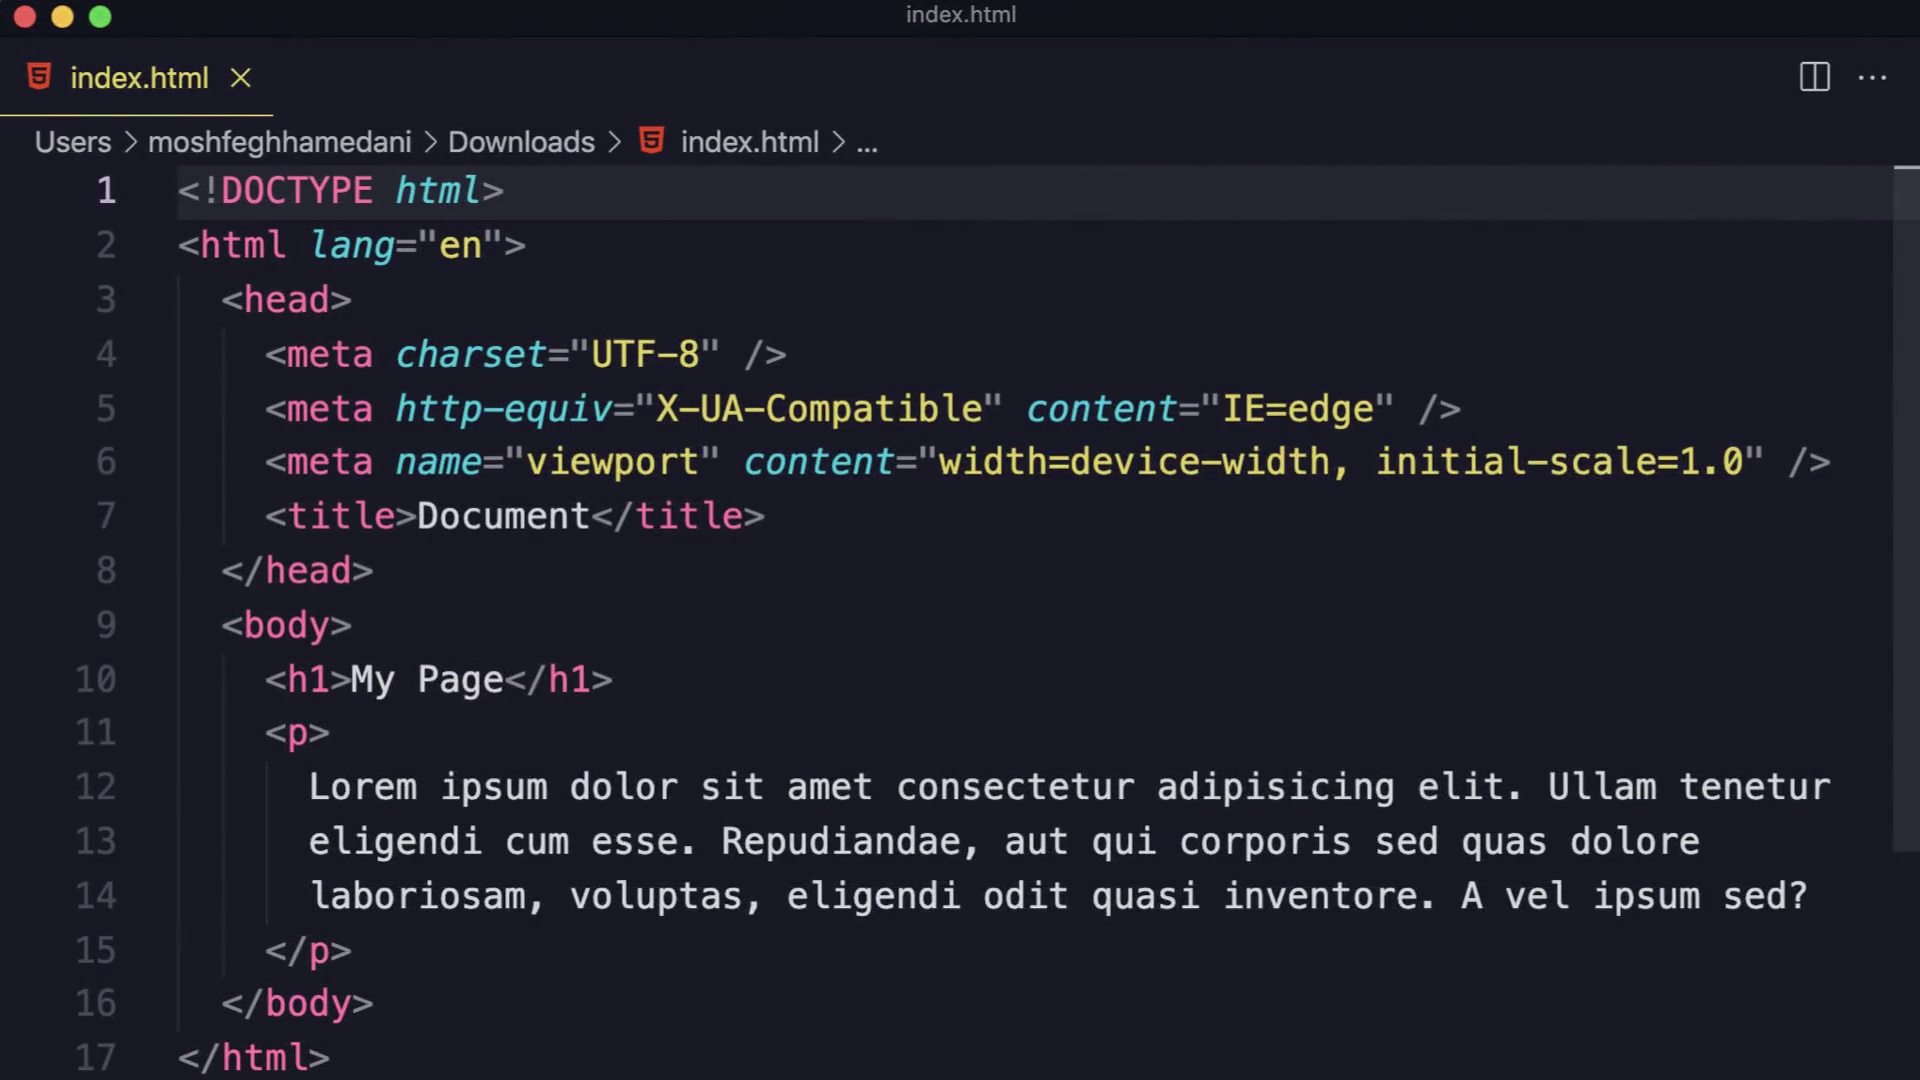 index.html
index.html
Users > moshfeghhamedani > Downloads > index.html > ...
1 <!DOCTYPE html>
2 <html lang="en">
3 <head>
4 <meta charset="UTF-8" />
5 <meta http-equiv="X-UA-Compatible" content="IE=edge" />
6 <meta name="viewport" content="width=device-width, initial-scale=1.0" />
7 <title>Document</title>
8 </head>
9 <body>
10 <h1>My Page</h1>
11 <p>
12 Lorem ipsum dolor sit amet consectetur adipisicing elit. Ullam tenetur
13 eligendi cum esse. Repudiandae, aut qui corporis sed quas dolore
14 laboriosam, voluptas, eligendi odit quasi inventore. A vel ipsum sed?
15 </p>
16 </body>
17 </html>